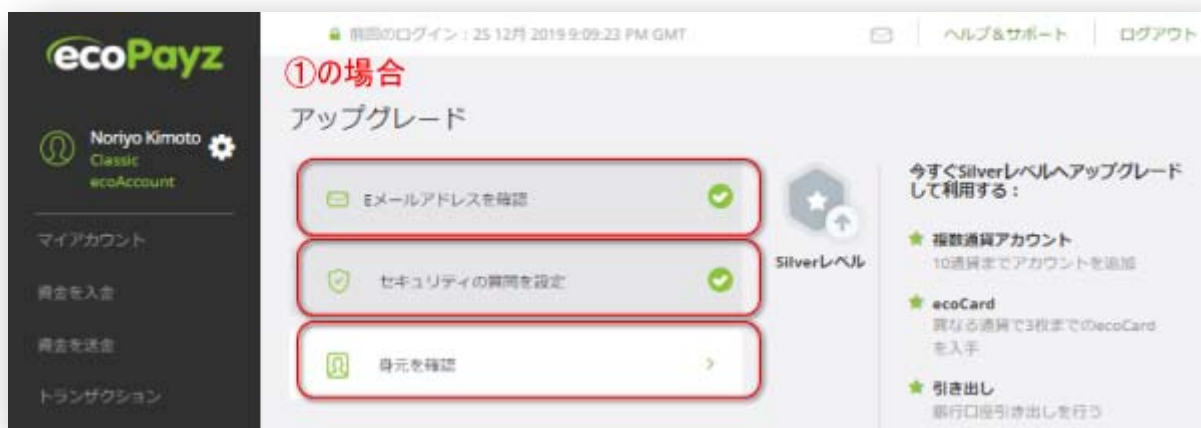 ecoPayz
前回のログイン：25 12月 2019 9:09:23 PM GMT
ヘルプ&サポート
ログアウト
①の場合
アップグレード
Noriyo Kimoto
Classic
ecoAccount
マイアカウント
資金を入金
資金を送金
トランザクション
Eメールアドレスを確認
セキュリティの質問を設定
身元を確認
Silverレベル
今すぐSilverレベルへアップグレード
して利用する：
複数通貨アカウント
10通貨までアカウントを追加
ecoCard
異なる通貨で3枚までのecoCard
を入手
引き出し
銀行口座引き出しを行う